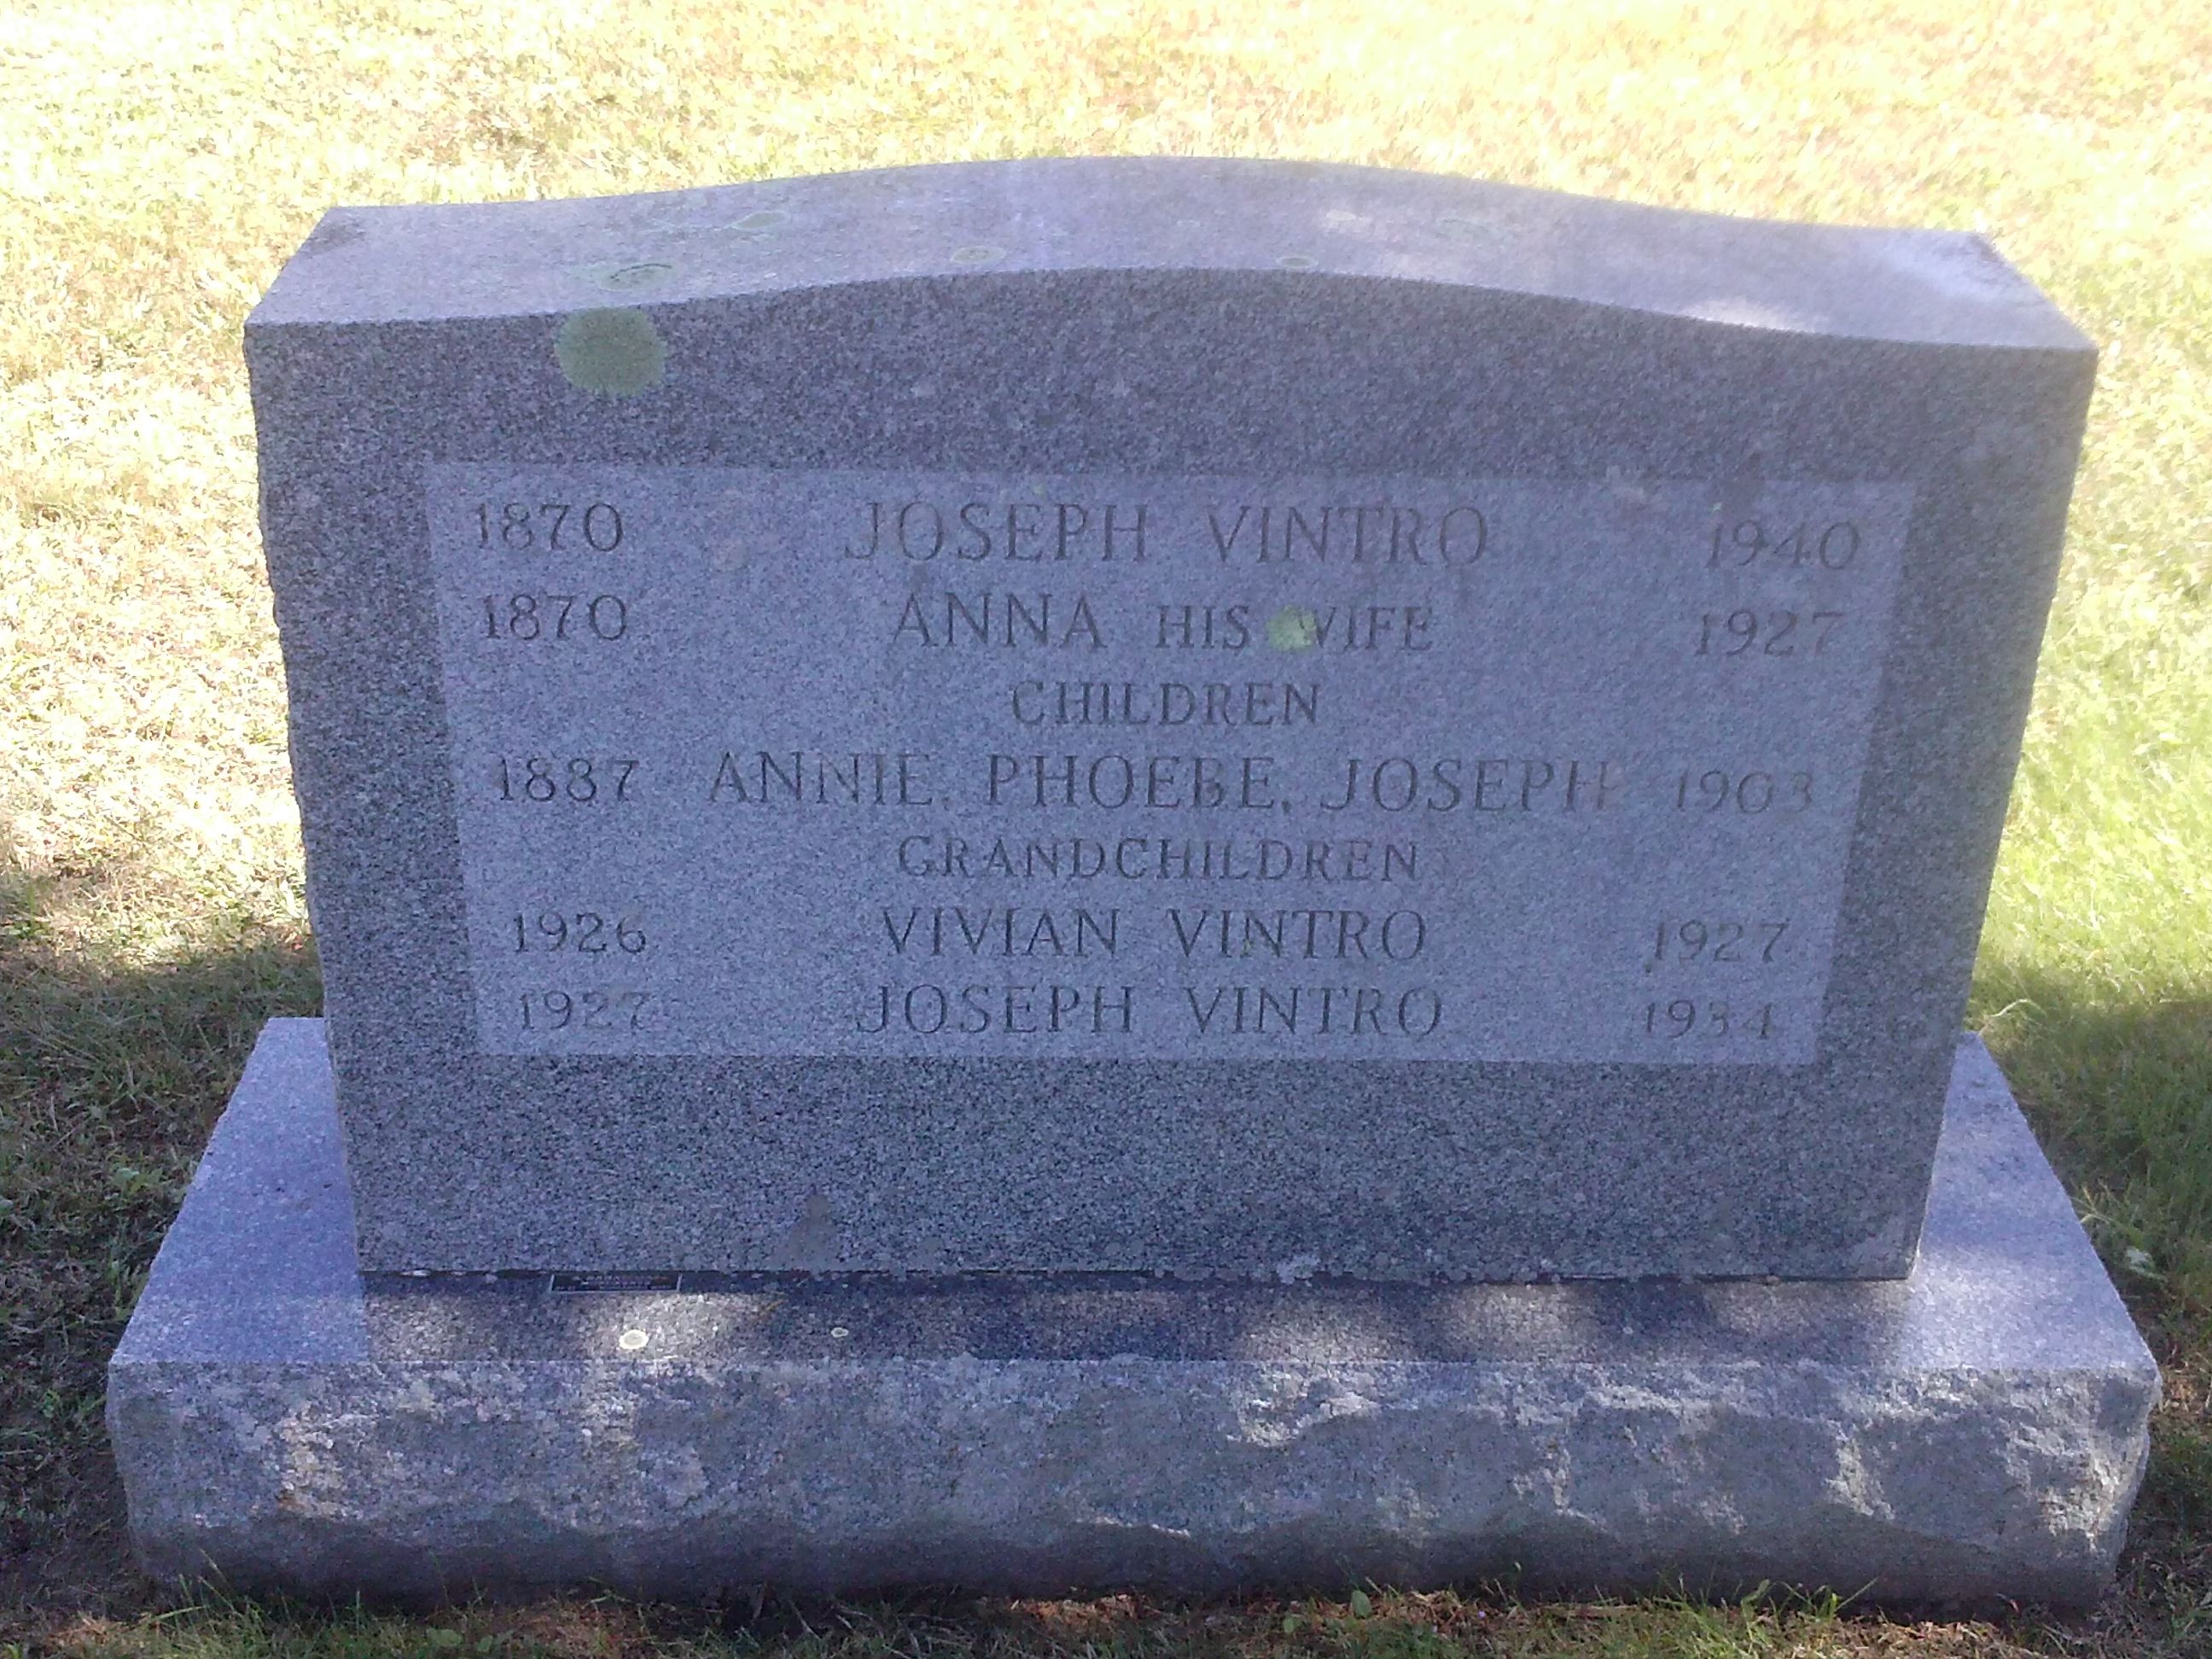 1870 JOSEPH VINTRO 1940
1870 ANNA HIS WIFE 1927
CHILDREN
1887 ANNIE, PHOEBE, JOSEPH 1903
GRANDCHILDREN
1926 VIVIAN VINTRO 1927
1927 JOSEPH VINTRO 1934